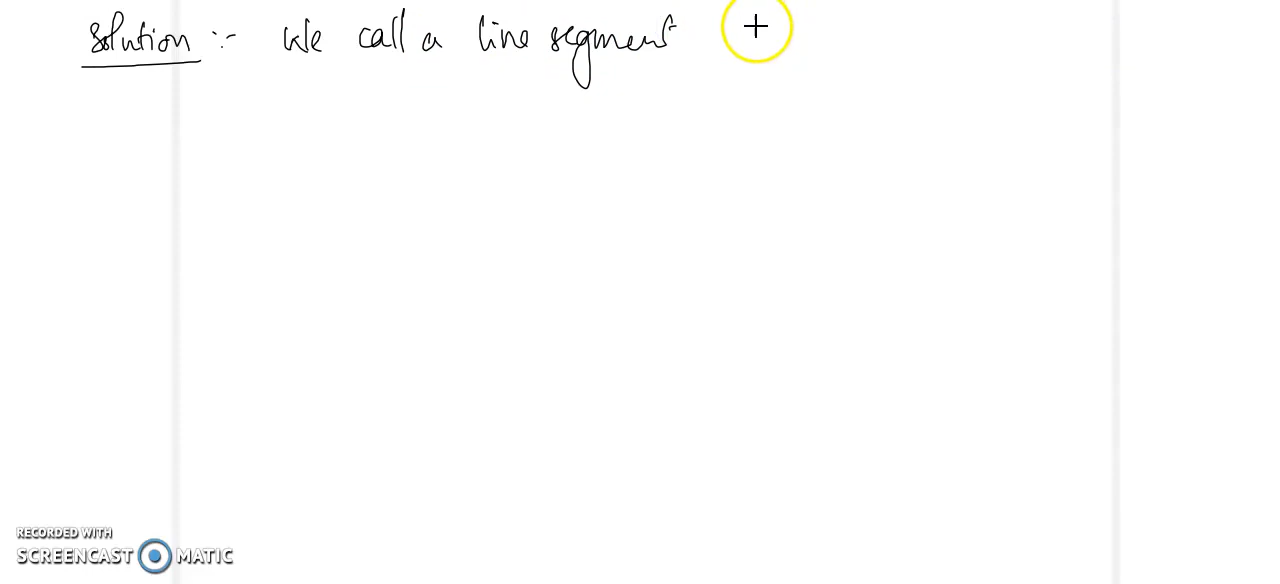 Solution :- We call a line segment
RECORDED WITH
SCREENCAST MATIC